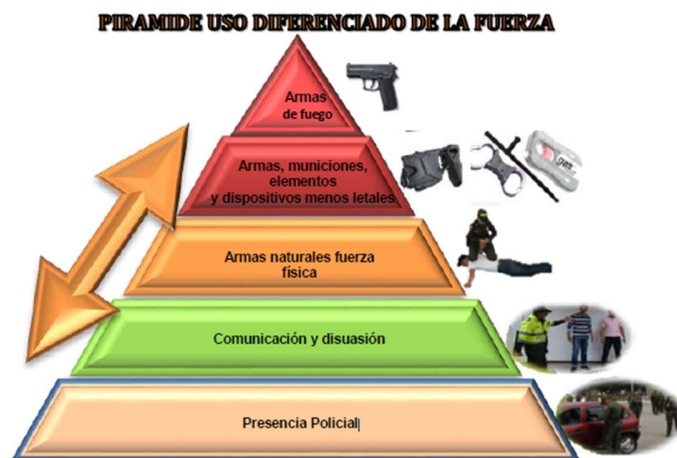 PIRAMIDE USO DIFERENCIADO DE LA FUERZA
Armas
de fuego
Armas, municiones,
elementos
y dispositivos menos letales
Armas naturales fuerza
física
Comunicación y disuasión
Presencia Policial